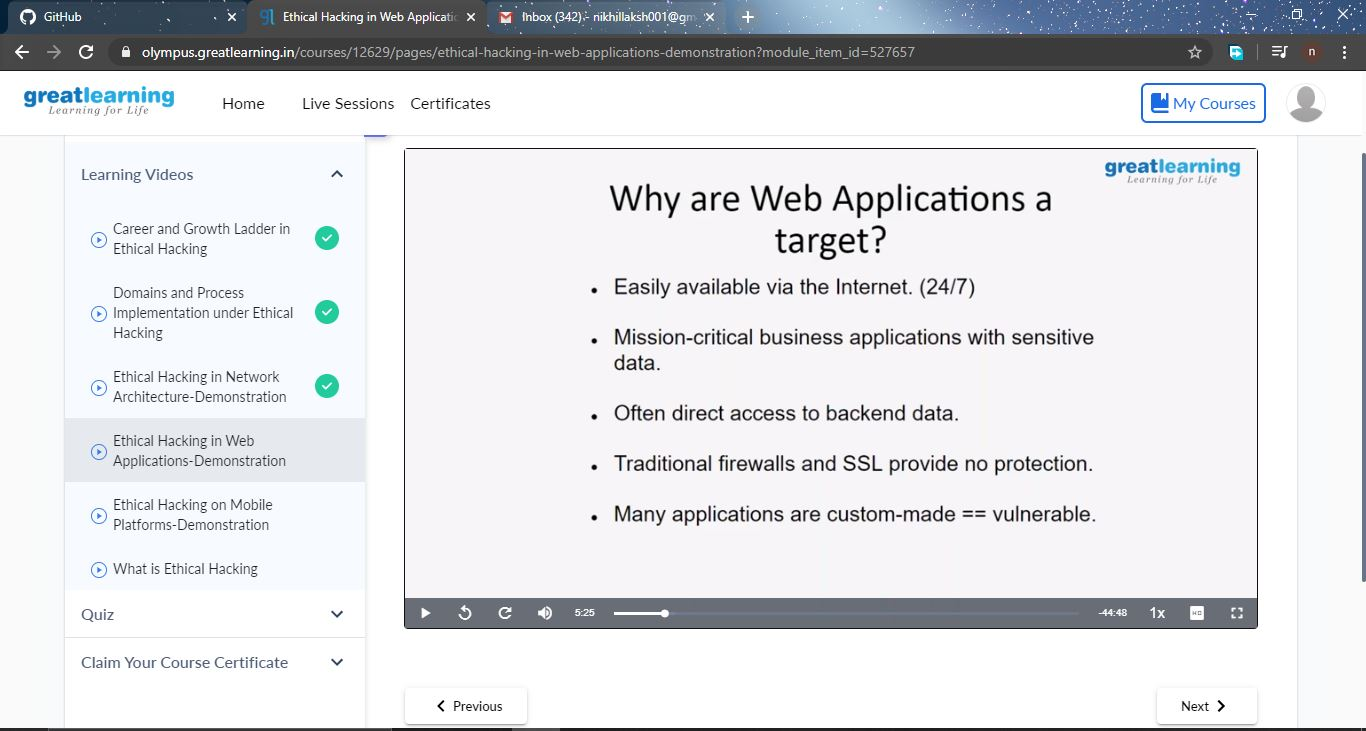 GitHub
Ethical Hacking in Web Applicatio
Inbox (342) - nikhillaksh001@gm
olympus.greatlearning.in/courses/12629/pages/ethical-hacking-in-web-applications-demonstration?module_item_id=527657
n
greatlearning
Learning for Life
Home
Live Sessions
Certificates
My Courses
Learning Videos
Career and Growth Ladder in
Ethical Hacking
Domains and Process
Implementation under Ethical
Hacking
Ethical Hacking in Network
Architecture-Demonstration
Ethical Hacking in Web
Applications-Demonstration
Ethical Hacking on Mobile
Platforms-Demonstration
What is Ethical Hacking
Quiz
Claim Your Course Certificate
greatlearning
Learning for Life
Why are Web Applications a
target?
• Easily available via the Internet. (24/7)
• Mission-critical business applications with sensitive
data.
• Often direct access to backend data.
• Traditional firewalls and SSL provide no protection.
• Many applications are custom-made == vulnerable.
5:25
-44:48
1x
HD
Previous
Next